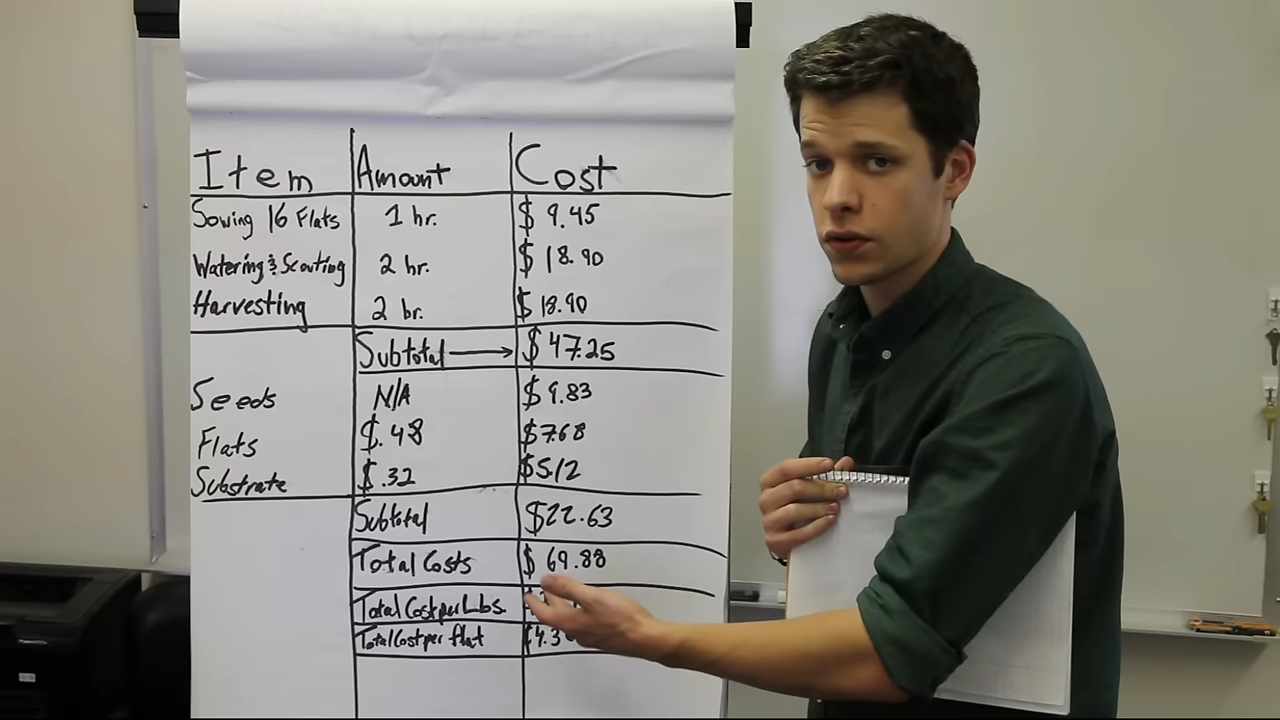 Item Amount Cost
Sowing 16 Flats 1 hr. $ 9.45
Watering & Scouting 2 hr. $ 18.90
Harvesting 2 hr. $ 18.90
Subtotal $ 47.25
Seeds N/A $ 9.83
Flats $.48 $7.68
Substrate $.32 $5.12
Subtotal $22.63
Total Costs $ 69.88
Total Cost per Lbs
Total Cost per flat $4.3